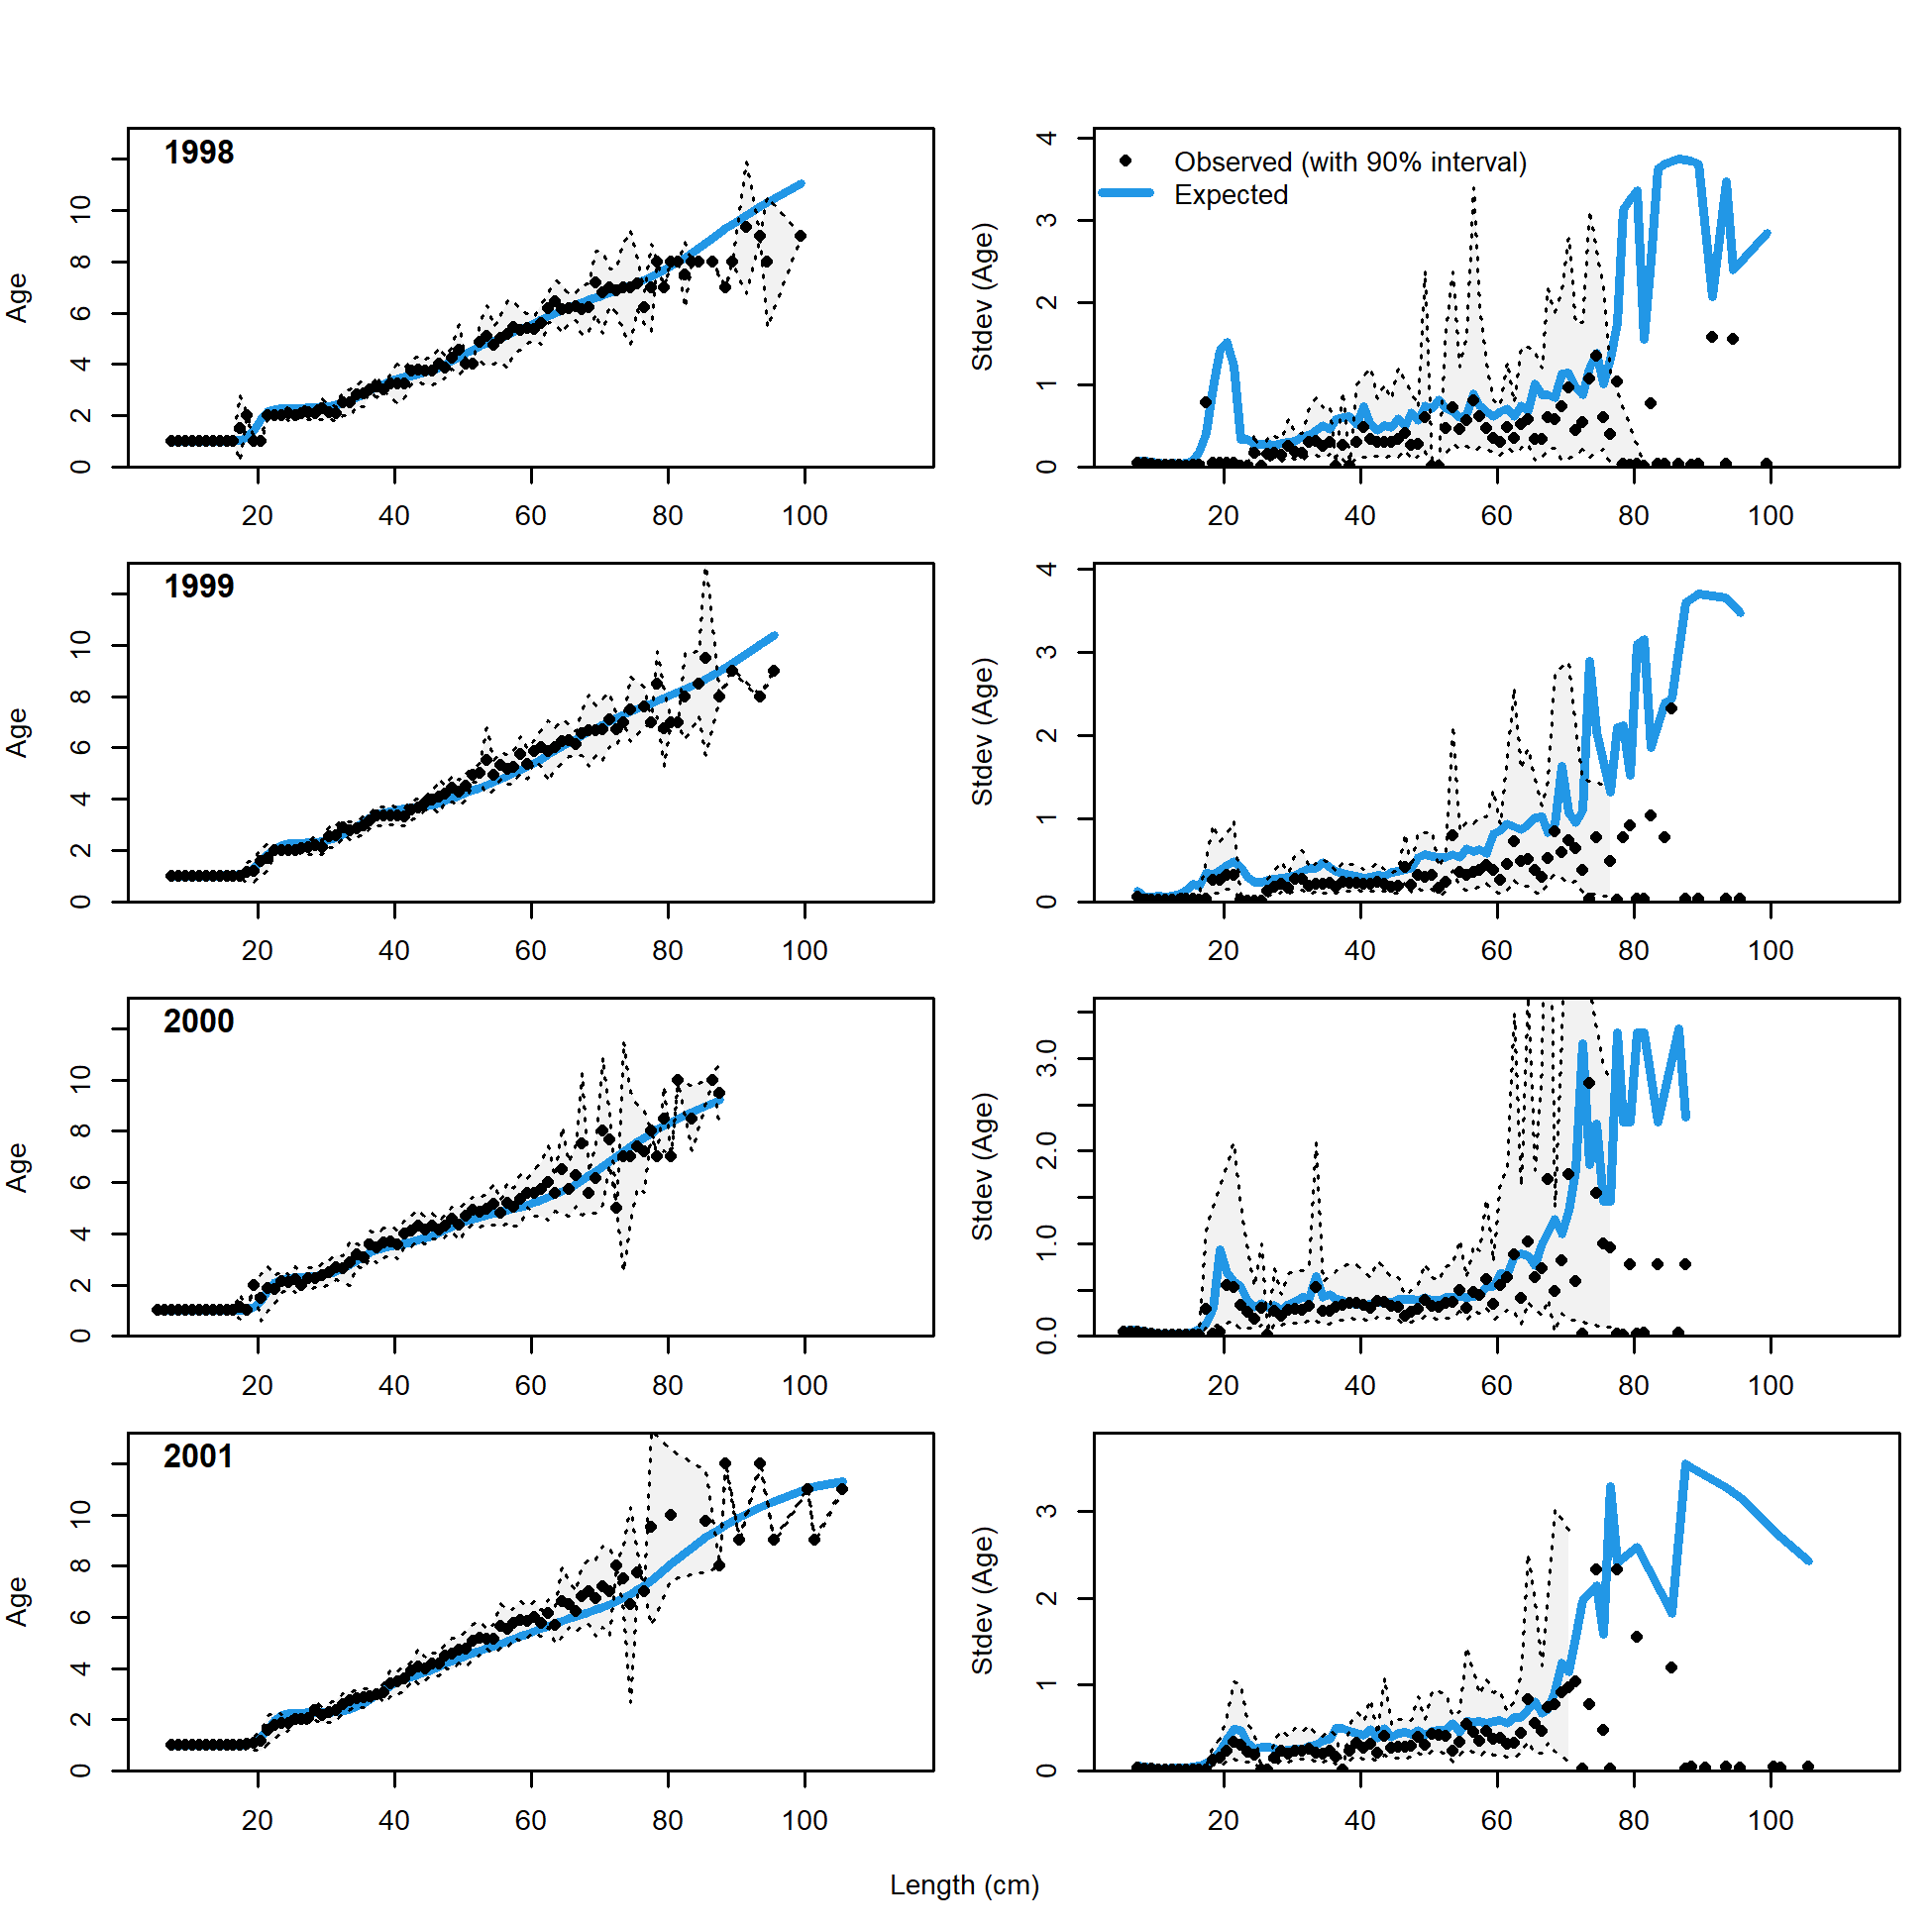 1998
Age
0 2 4 6 8 10
20 40 60 80 100
Observed (with 90% interval)
Expected
Stdev (Age)
0 1 2 3 4
20 40 60 80 100
1999
Age
0 2 4 6 8 10
20 40 60 80 100
Stdev (Age)
0 1 2 3 4
20 40 60 80 100
2000
Age
0 2 4 6 8 10
20 40 60 80 100
Stdev (Age)
0.0 1.0 2.0 3.0
20 40 60 80 100
2001
Age
0 2 4 6 8 10
20 40 60 80 100
Stdev (Age)
0 1 2 3
20 40 60 80 100
Length (cm)